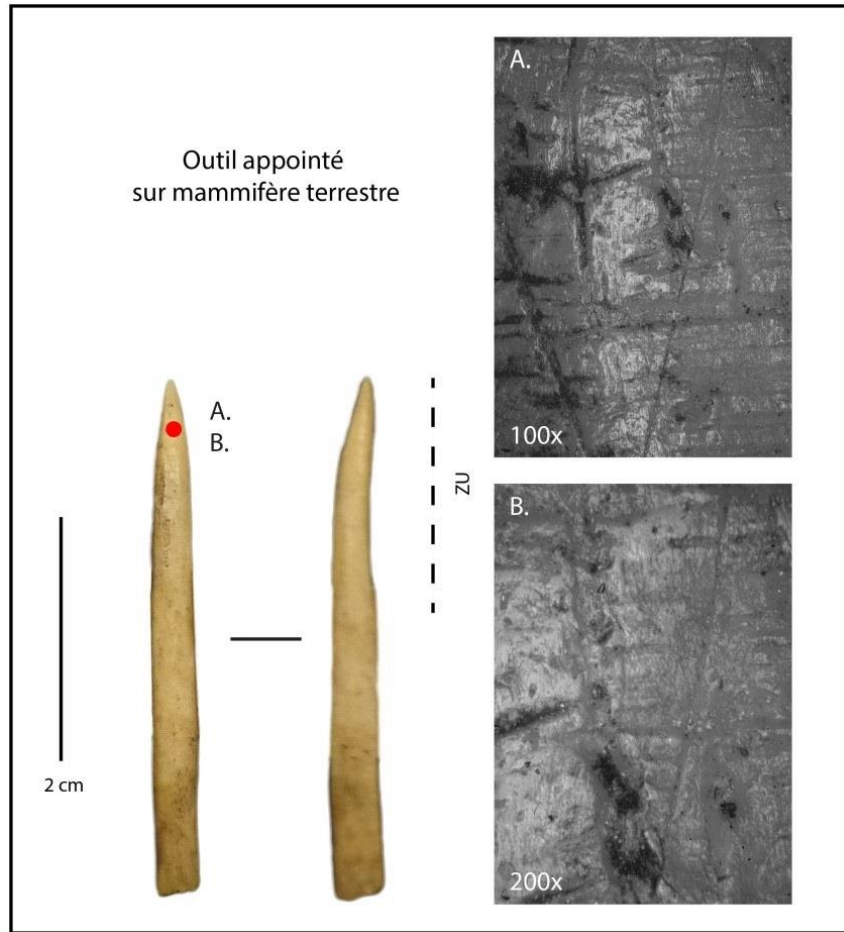 Outil appointé
sur mammifère terrestre
A.
B.
ZU
2 cm
A.
100x
B.
200x